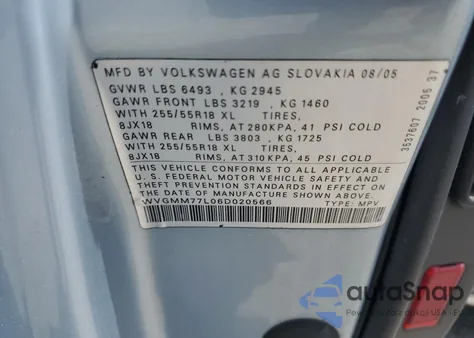 MFD BY VOLKSWAGEN AG SLOVAKIA 08/05
GVWR LBS 6493 , KG 2945
GAWR FRONT LBS 3219 , KG 1460
WITH 255/55R18 XL TIRES,
8JX18 RIMS, AT 280KPA, 41 PSI COLD
GAWR REAR LBS 3803 , KG 1725
WITH 255/55R18 XL TIRES,
8JX18 RIMS, AT 310KPA, 45 PSI COLD
THIS VEHICLE CONFORMS TO ALL APPLICABLE
U.S. FEDERAL MOTOR VEHICLE SAFETY AND
THEFT PREVENTION STANDARDS IN EFFECT ON
THE DATE OF MANUFACTURE SHOWN ABOVE
WVGMM77L06D020566 TYPE: MPV
3537607 2005 37
autoSnap